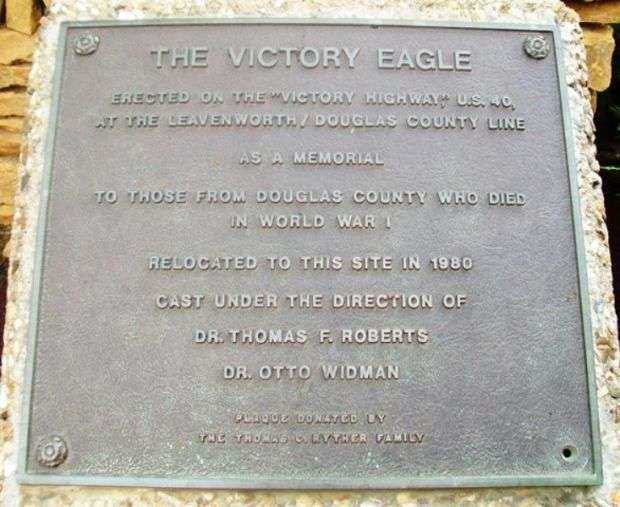 THE VICTORY EAGLE
ERECTED ON THE "VICTORY HIGHWAY," U.S. 40,
AT THE LEAVENWORTH/DOUGLAS COUNTY LINE
AS A MEMORIAL
TO THOSE FROM DOUGLAS COUNTY WHO DIED
IN WORLD WAR I
RELOCATED TO THIS SITE IN 1980
CAST UNDER THE DIRECTION OF
DR. THOMAS F. ROBERTS
DR. OTTO WIDMAN
PLAQUE DONATED BY
THE THOMAS C. RYTHER FAMILY